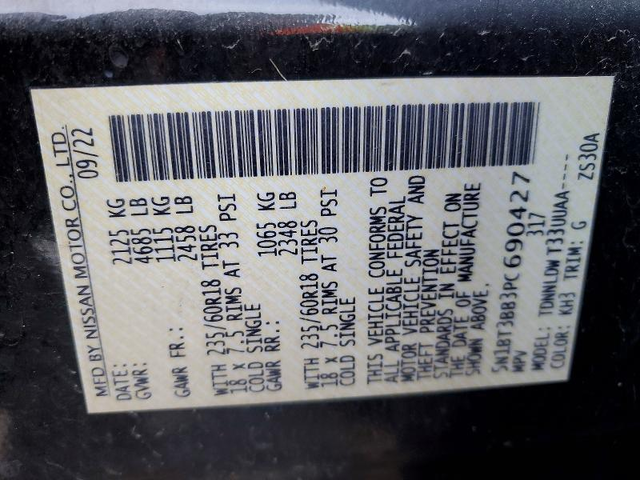 MFD BY NISSAN MOTOR CO., LTD.
DATE: 09/22
GVWR: 2125 KG
4685 LB
GAWR FR.: 1115 KG
2458 LB
WITH 235/60R18 TIRES
18 X 7.5 RIMS AT 33 PSI
COLD SINGLE
GAWR RR.: 1065 KG
2348 LB
WITH 235/60R18 TIRES
18 X 7.5 RIMS AT 30 PSI
COLD SINGLE
THIS VEHICLE CONFORMS TO
ALL APPLICABLE FEDERAL
MOTOR VEHICLE SAFETY AND
THEFT PREVENTION
STANDARDS IN EFFECT ON
THE DATE OF MANUFACTURE
SHOWN ABOVE.
5N1BT3BB3PC690427
MPV 317
MODEL: TDNNLDW T33UUAA-----
COLOR: KH3 TRIM: G ZS30A